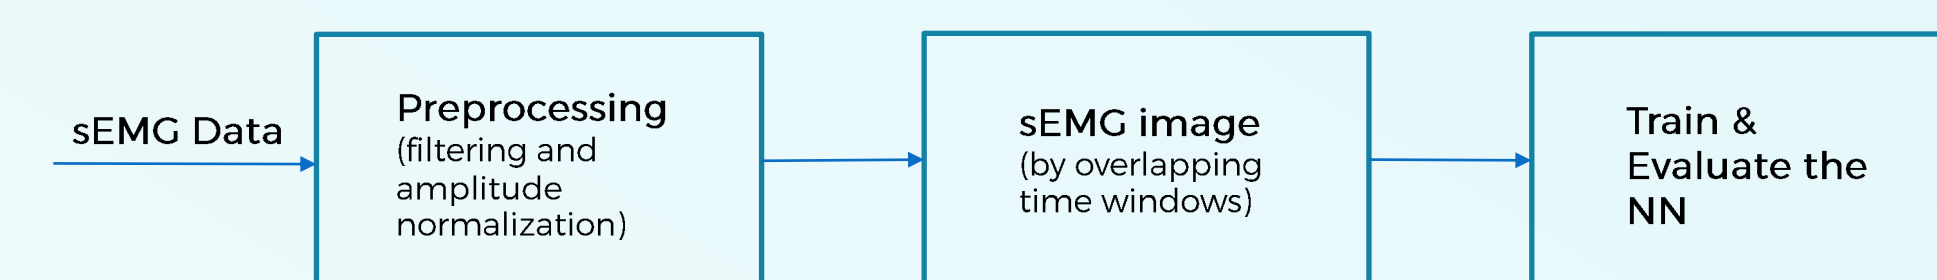 sEMG Data
Preprocessing
(filtering and
amplitude
normalization)
sEMG image
(by overlapping
time windows)
Train &
Evaluate the
NN